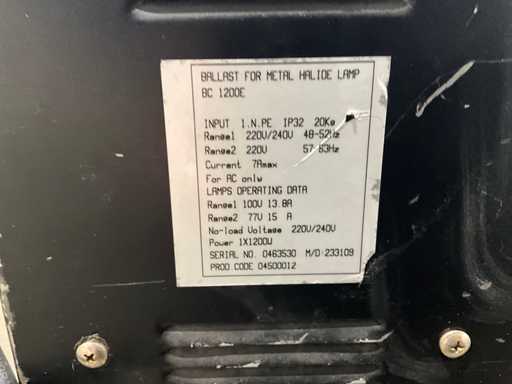 BALLAST FOR METAL HALIDE LAMP
BC 1200E
INPUT 1.N.PE IP32 20Kg
Range1 220V/240V 48-52Hz
Range2 220V 57-63Hz
Current 7Amax
For AC only
LAMPS OPERATING DATA
Range1 100V 13.8A
Range2 77V 15 A
No-load Voltage 220V/240V
Power 1X1200W
SERIAL NO. 0463530 M/D:233109
PROD CODE 04500012